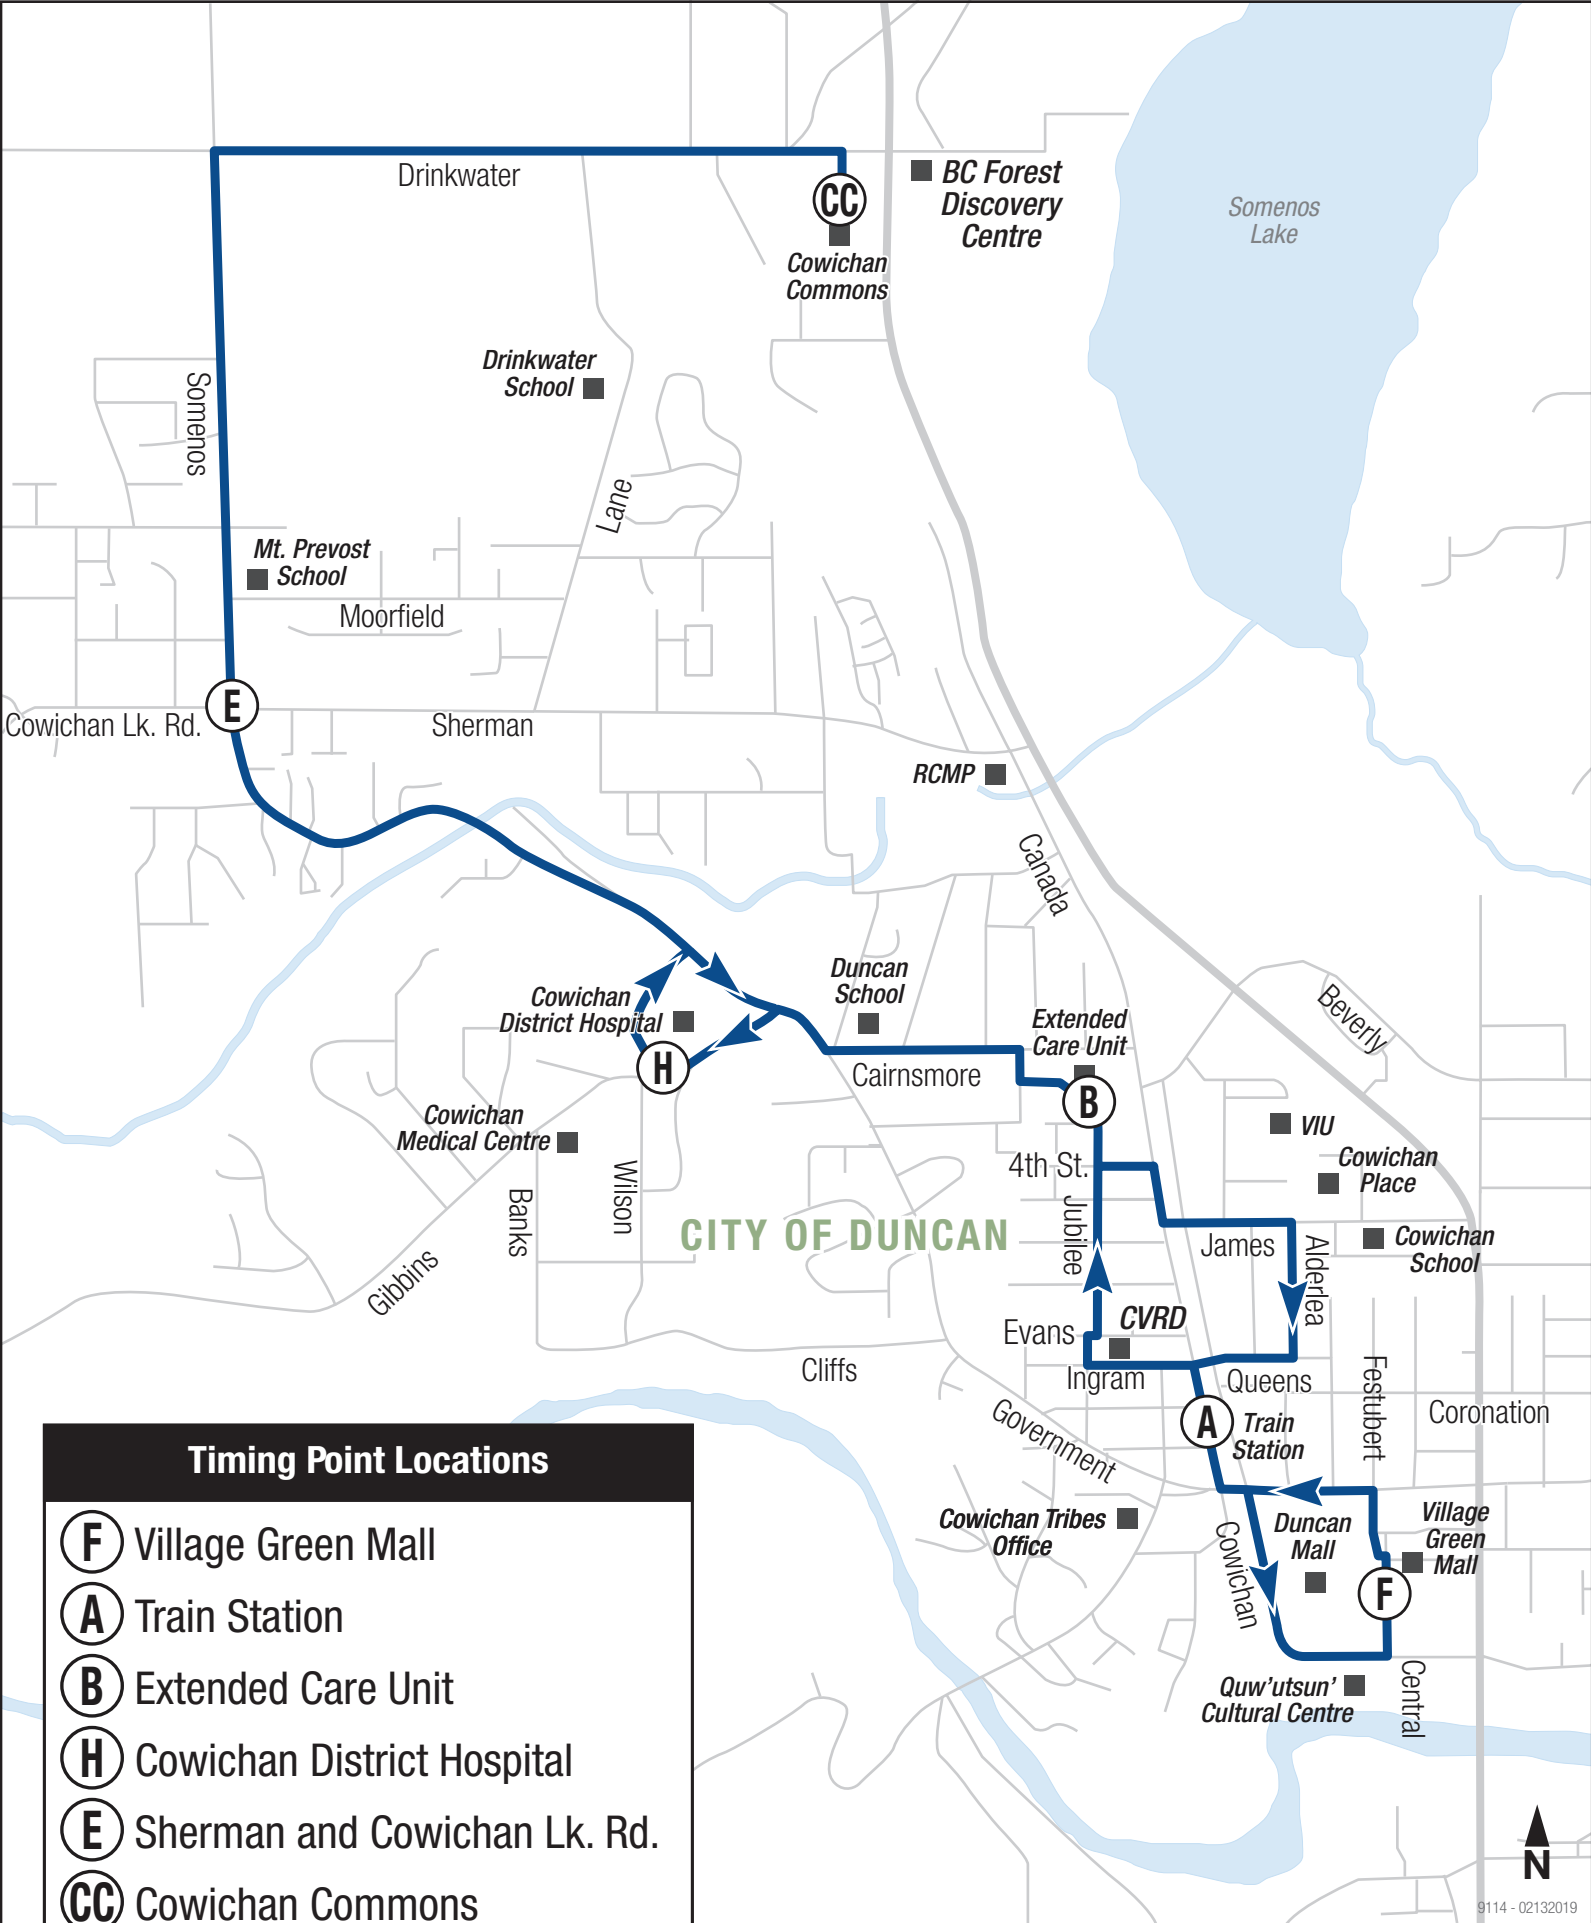 Drinkwater
CC
Cowichan
Commons
BC Forest
Discovery
Centre
Somenos
Lake
Drinkwater
School
Somenos
Lane
Mt. Prevost
School
Moorfield
E
Cowichan Lk. Rd.
Sherman
RCMP
Canada
Duncan
School
Cowichan
District Hospital
H
Extended
Care Unit
B
Cairnsmore
Beverly
Cowichan
Medical Centre
VIU
Cowichan
Place
4th St.
Wilson
Banks
Jubilee
CITY OF DUNCAN
James
Alderlea
Cowichan
School
Gibbins
Evans
CVRD
Cliffs
Ingram
Queens
Festubert
Coronation
Government
A
Train
Station
Cowichan Tribes
Office
Cowichan
Duncan
Mall
Village
Green
Mall
F
Quw'utsun'
Cultural Centre
Central
Timing Point Locations
F Village Green Mall
A Train Station
B Extended Care Unit
H Cowichan District Hospital
E Sherman and Cowichan Lk. Rd.
CC Cowichan Commons
N
9114 - 02132019